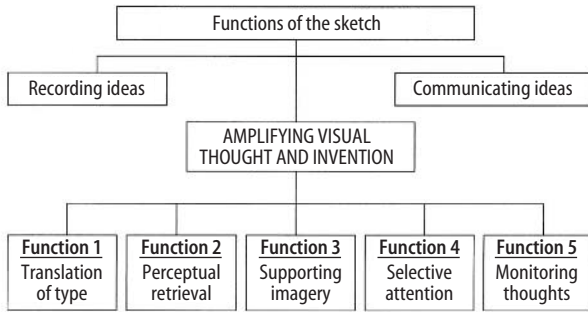 Functions of the sketch
Recording ideas
Communicating ideas
AMPLIFYING VISUAL
THOUGHT AND INVENTION
Function 1
Translation
of type
Function 2
Perceptual
retrieval
Function 3
Supporting
imagery
Function 4
Selective
attention
Function 5
Monitoring
thoughts